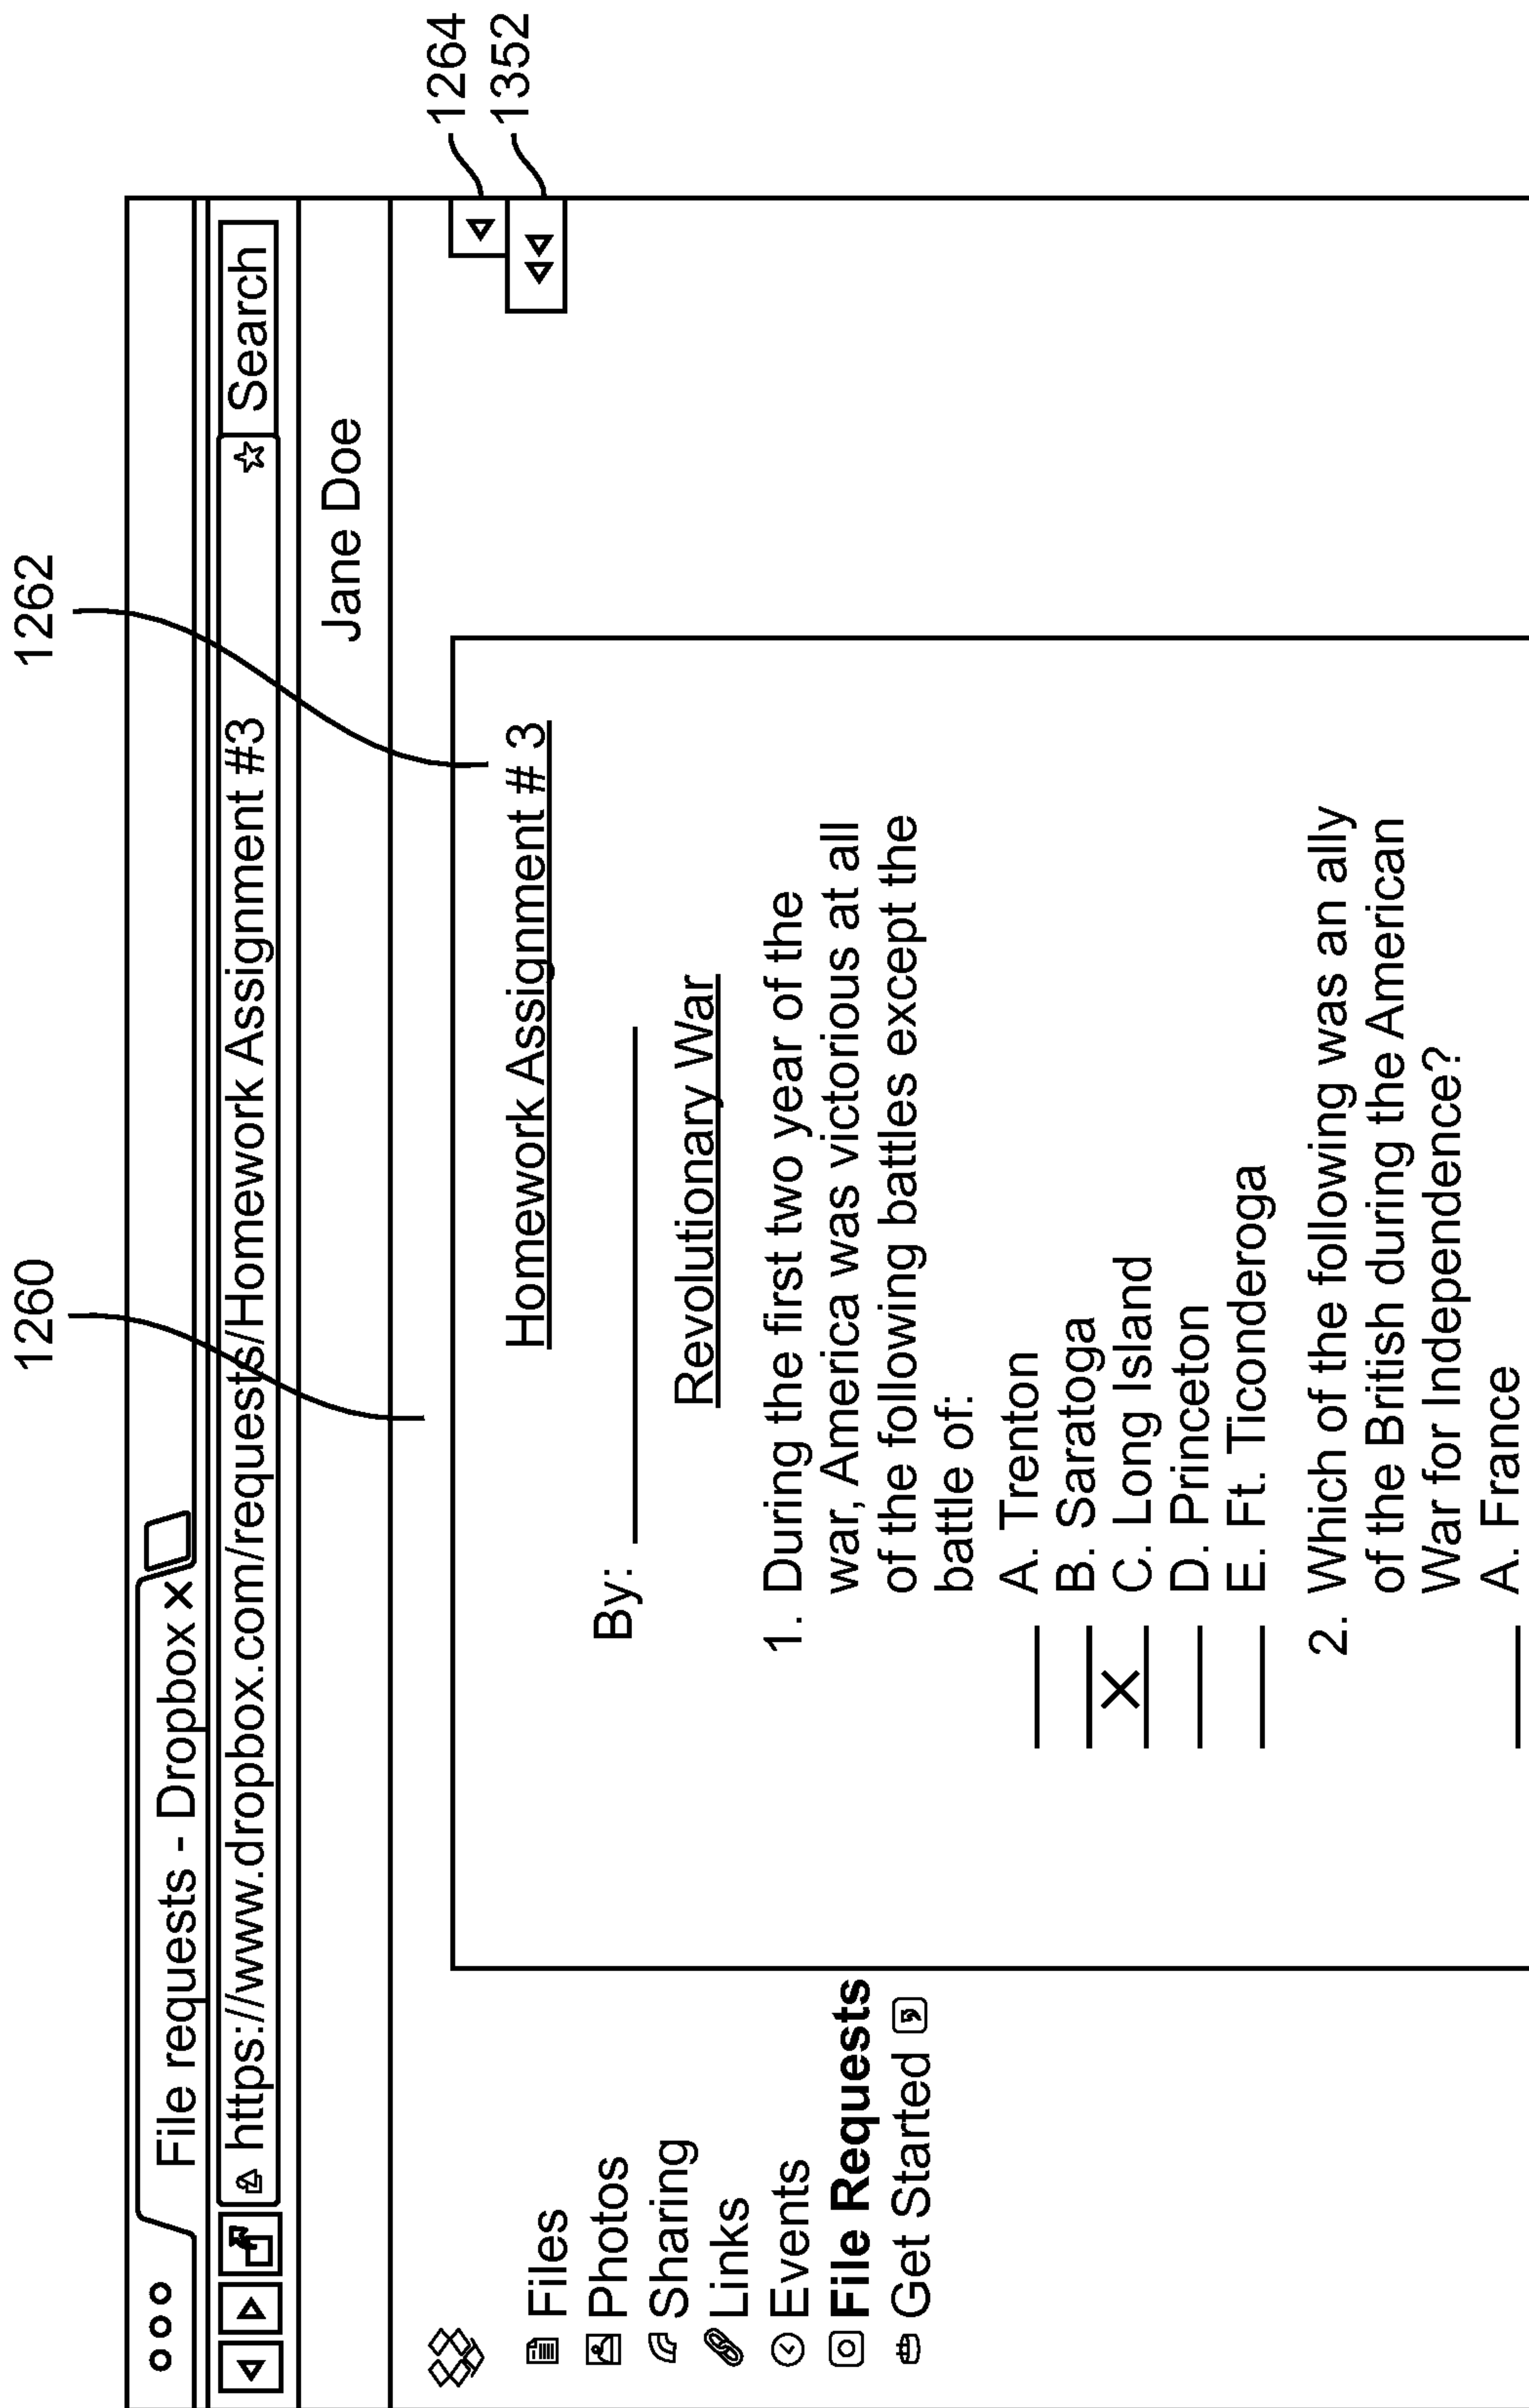 1260
1262
File requests - Dropbox ×
https://www.dropbox.com/requests/Homework Assignment #3
Search
Jane Doe
1264
1352
Files
Photos
Sharing
Links
Events
File Requests
Get Started
Homework Assignment # 3
By:
Revolutionary War
1. During the first two year of the
war, America was victorious at all
of the following battles except the
battle of:
A. Trenton
B. Saratoga
X C. Long Island
D. Princeton
E. Ft. Ticonderoga
2. Which of the following was an ally
of the British during the American
War for Independence?
A. France